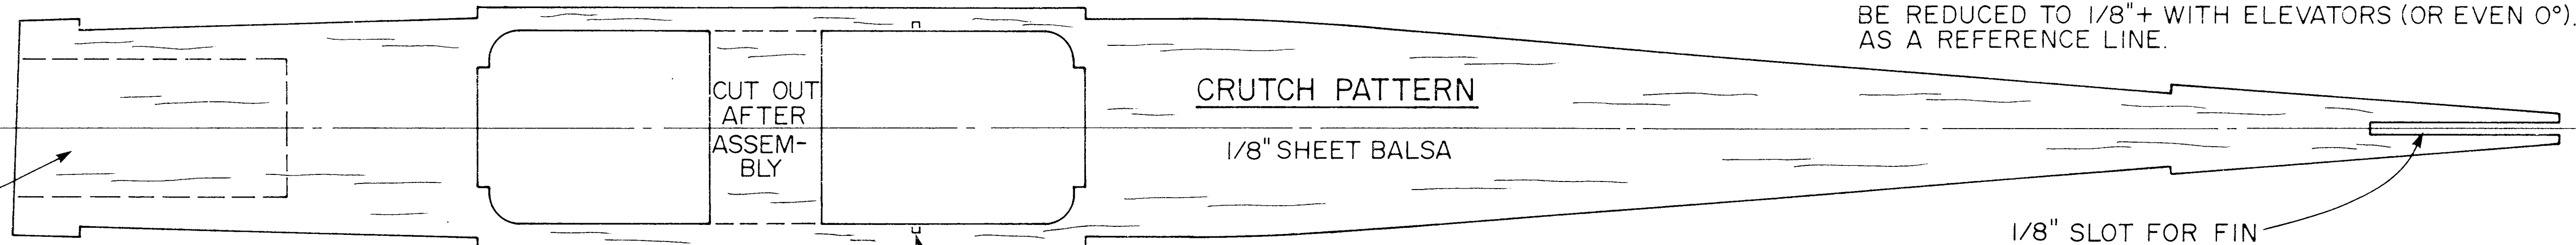 BE REDUCED TO 1/8"+ WITH ELEVATORS (OR EVEN 0°).
AS A REFERENCE LINE.
CUT OUT
AFTER
ASSEM-
BLY
CRUTCH PATTERN
1/8" SHEET BALSA
1/8" SLOT FOR FIN